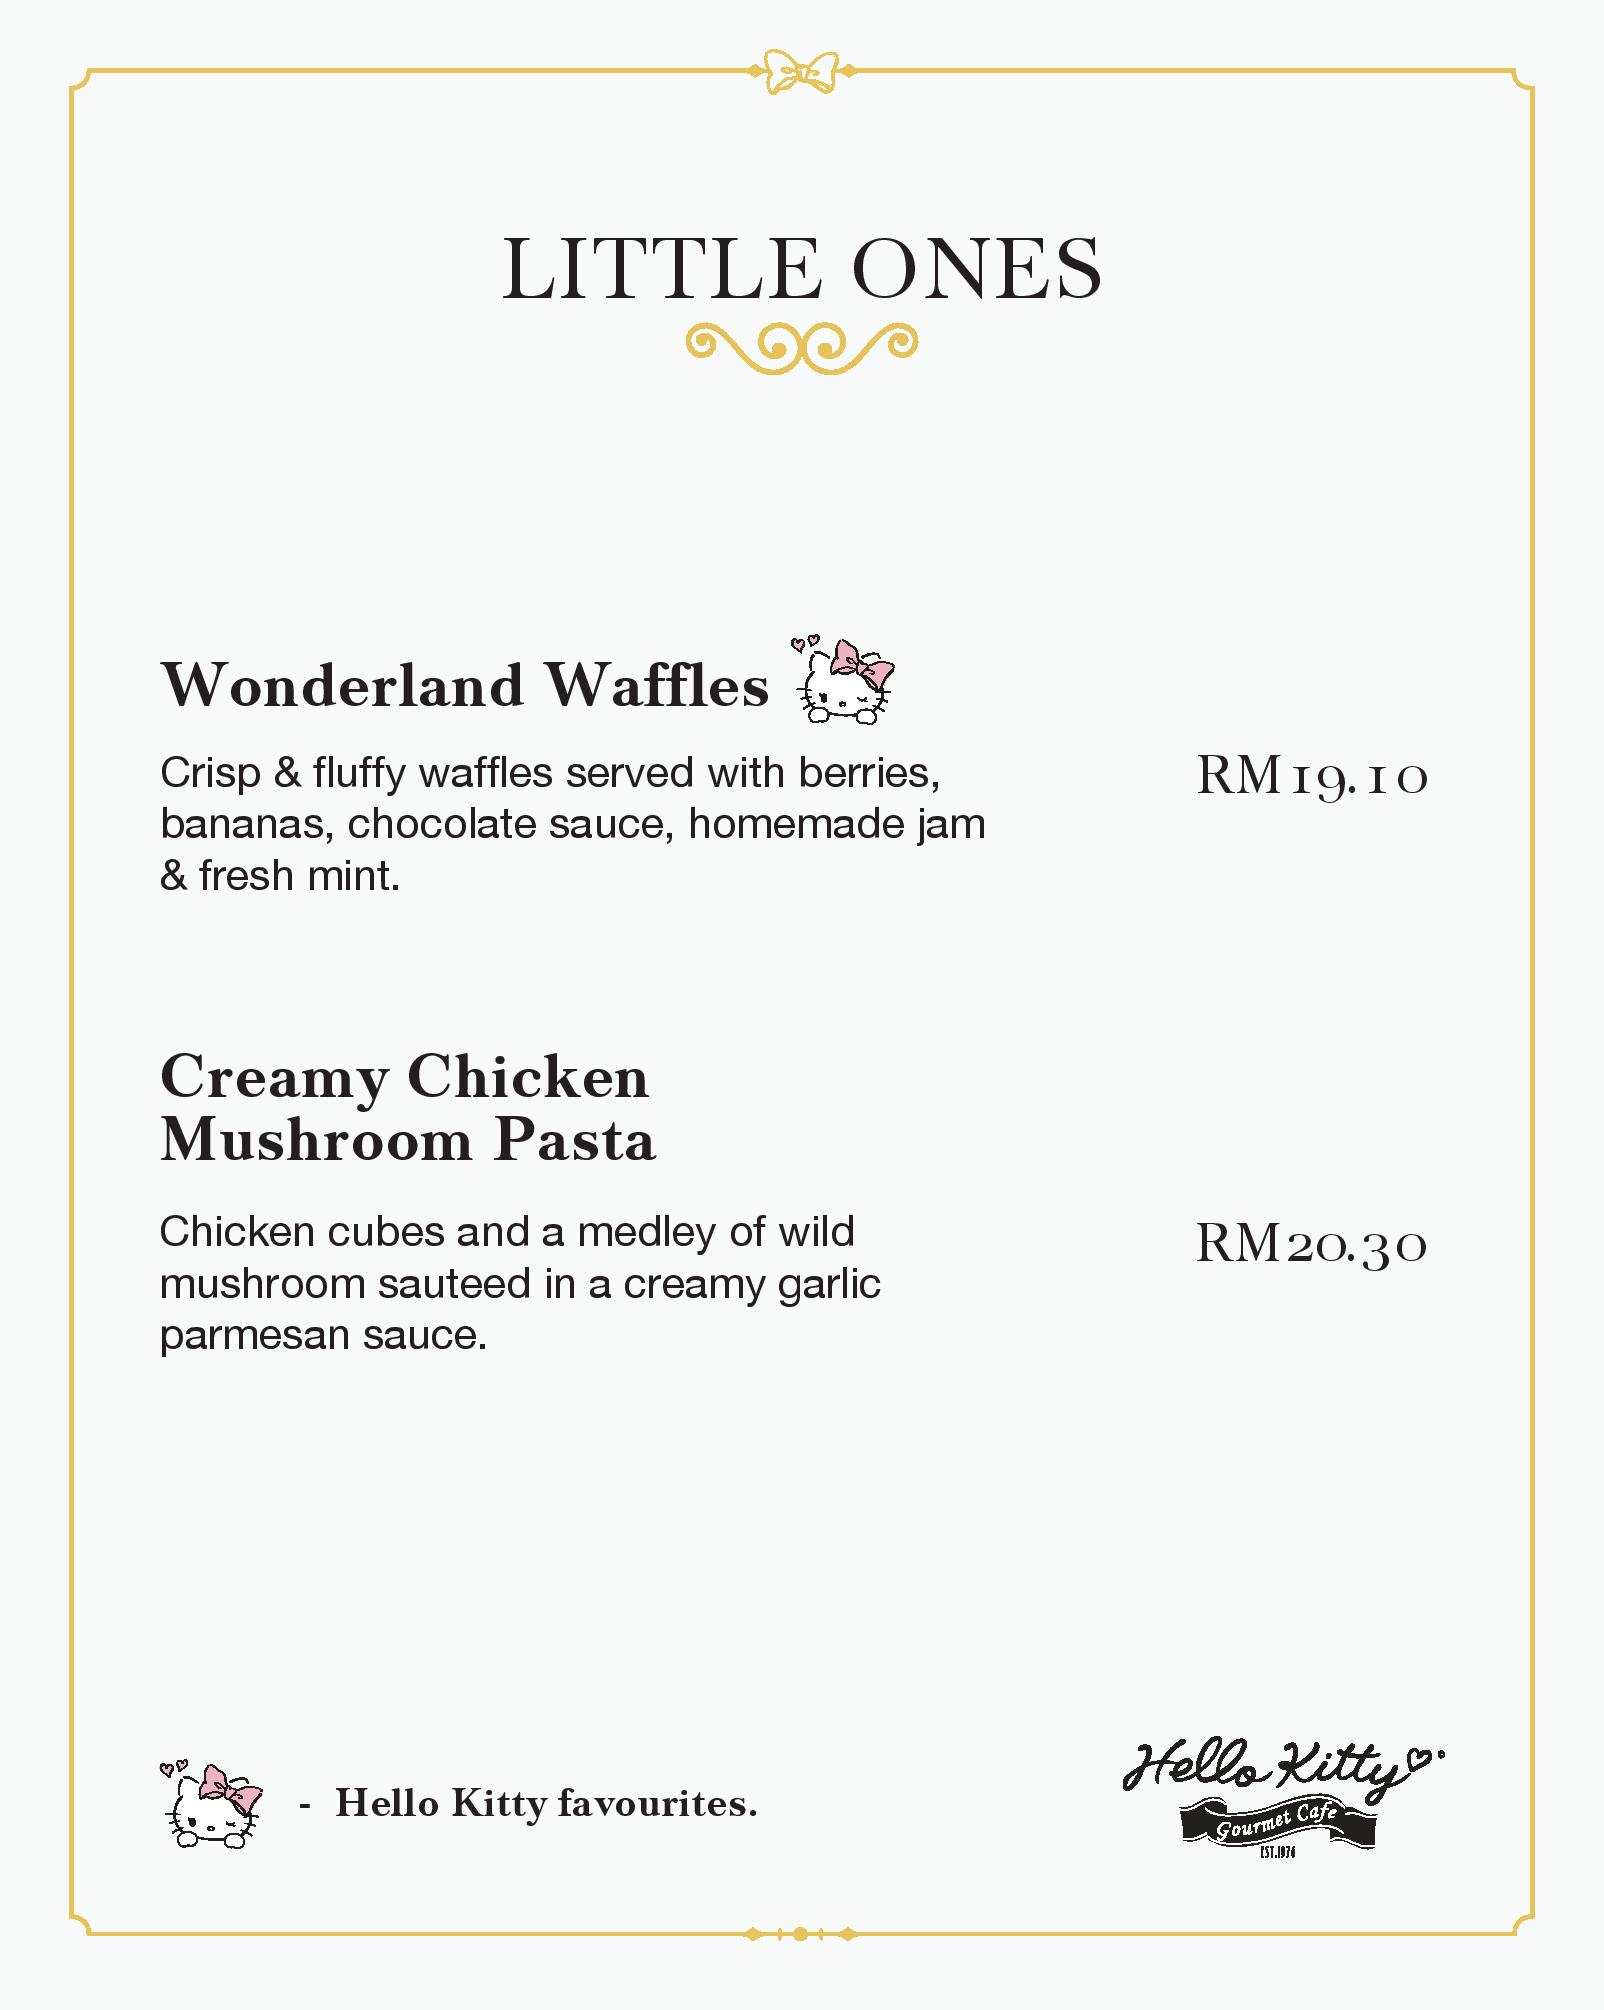 LITTLE ONES
Wonderland Waffles
Crisp & fluffy waffles served with berries,
bananas, chocolate sauce, homemade jam
& fresh mint.
RM19.10
Creamy Chicken
Mushroom Pasta
Chicken cubes and a medley of wild
mushroom sauteed in a creamy garlic
parmesan sauce.
RM20.30
- Hello Kitty favourites.
Hello Kitty
Gourmet Cafe
EST.1976